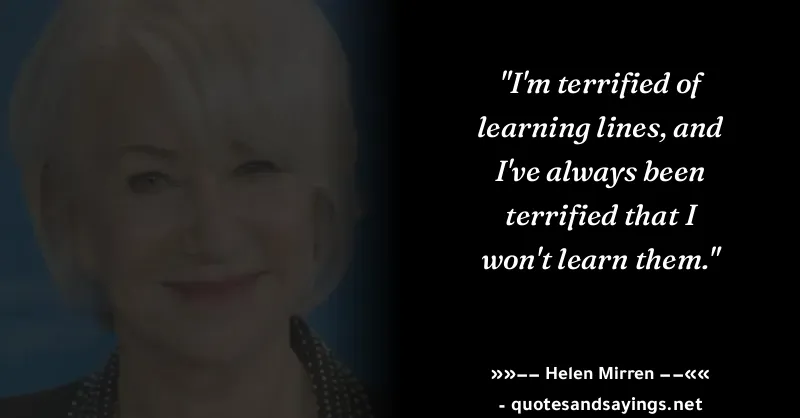 "I'm terrified of
learning lines, and
I've always been
terrified that I
won't learn them."
»»–– Helen Mirren ––««
- quotesandsayings.net